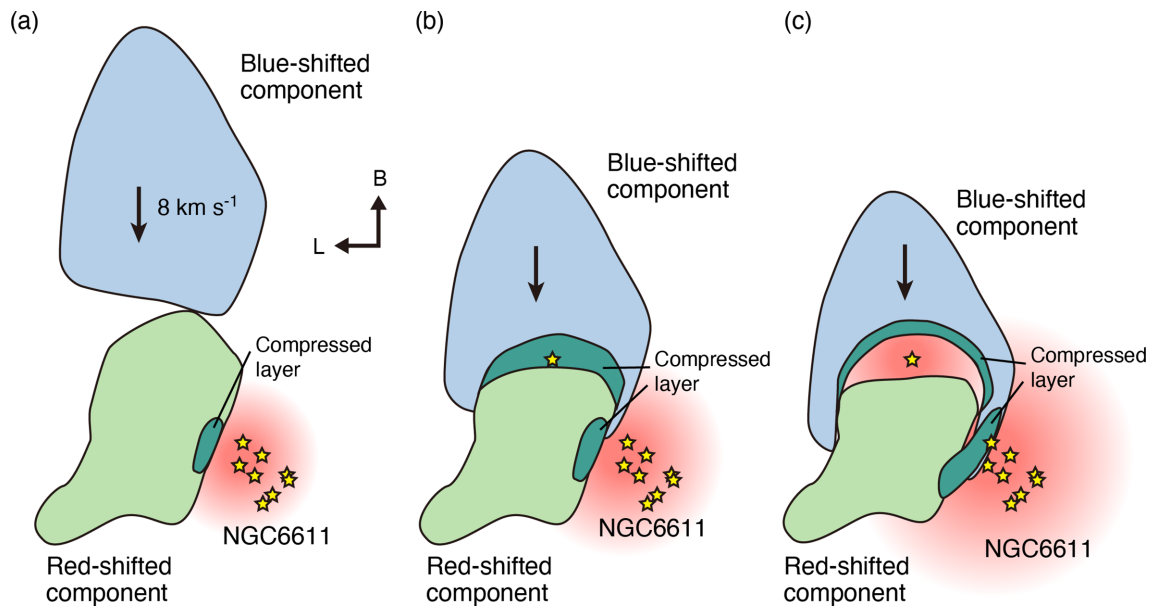 (a)
Blue-shifted
component
8 km s⁻¹
B
L
Compressed
layer
NGC6611
Red-shifted
component
(b)
Blue-shifted
component
Compressed
layer
NGC6611
Red-shifted
component
(c)
Blue-shifted
component
Compressed
layer
NGC6611
Red-shifted
component